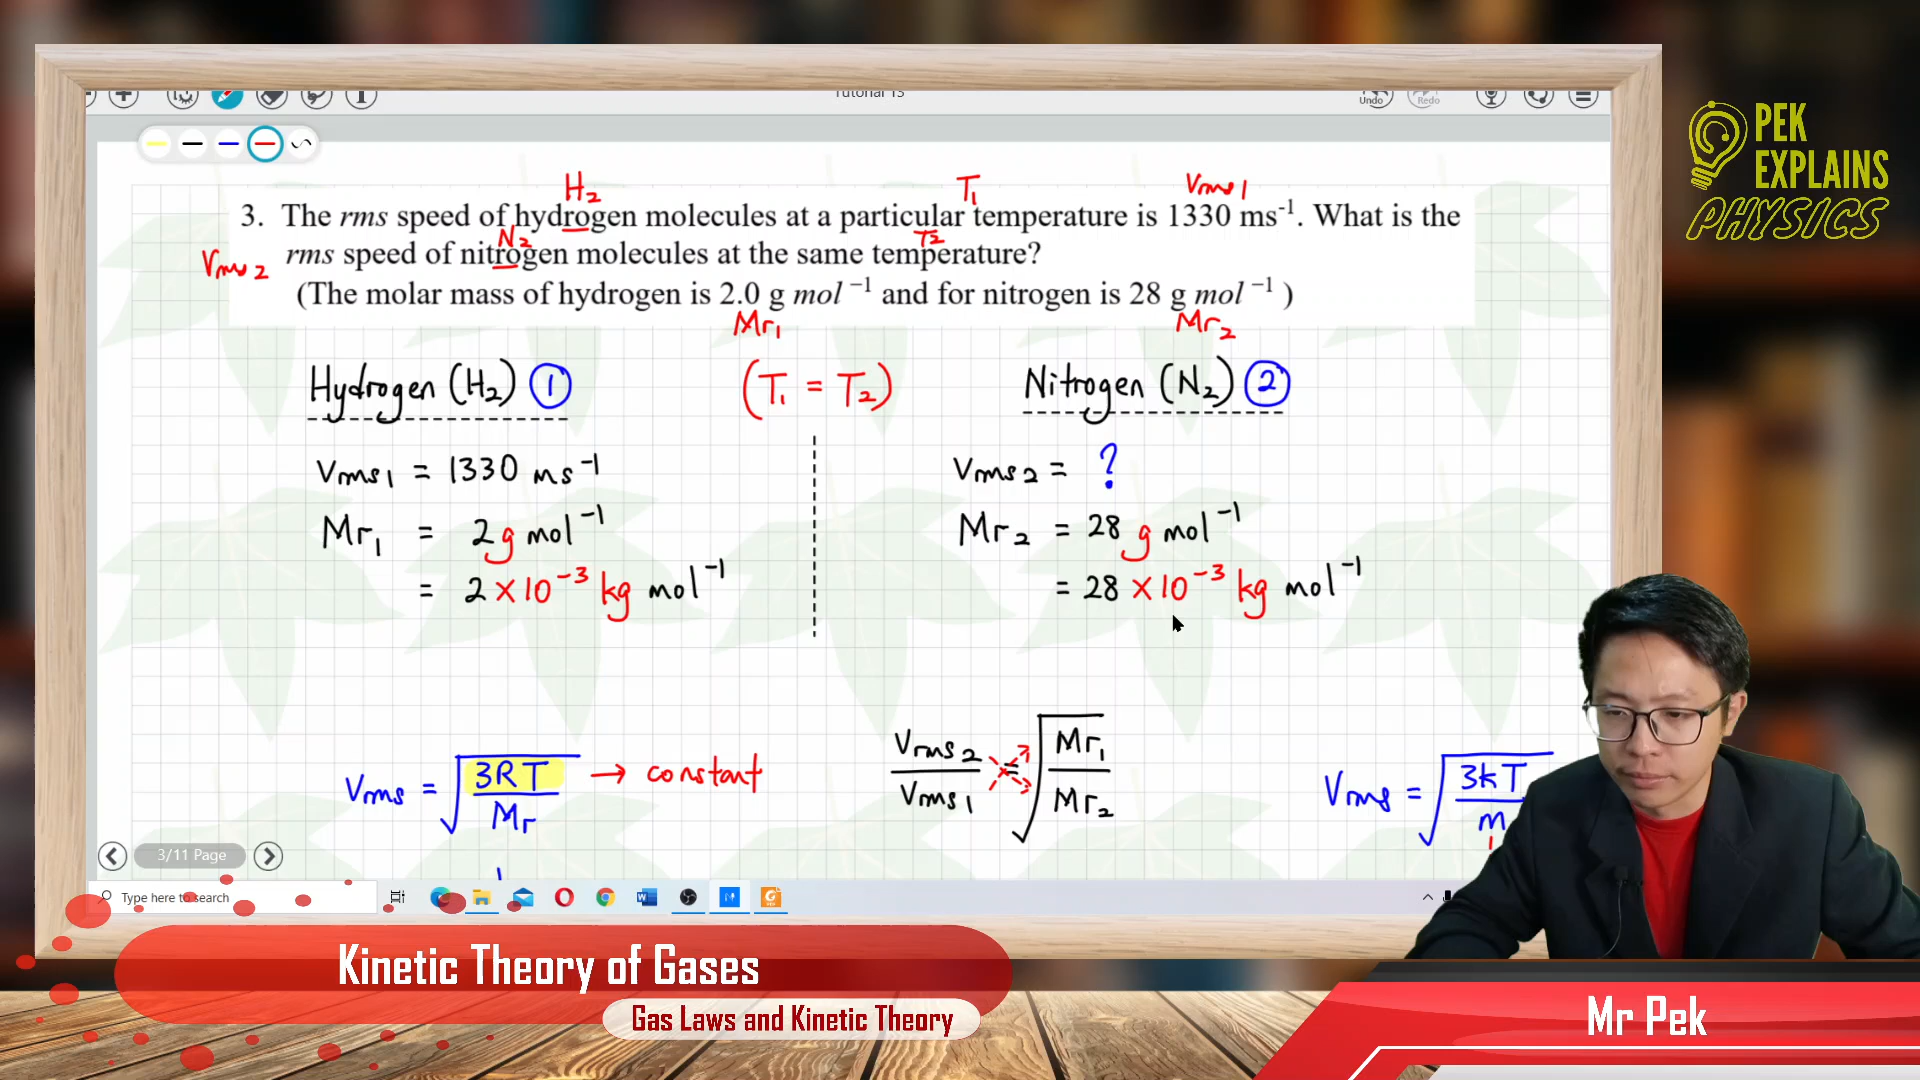 Tutorial 13
Undo
Redo
PEK
EXPLAINS
PHYSICS
H₂
T₁
Vrms1
3. The rms speed of hydrogen molecules at a particular temperature is 1330 ms⁻¹. What is the
N₂
T₂
Vrms2
rms speed of nitrogen molecules at the same temperature?
(The molar mass of hydrogen is 2.0 g mol ⁻¹ and for nitrogen is 28 g mol ⁻¹ )
Mr₁
Mr₂
Hydrogen (H₂) ①
(T₁ = T₂)
Nitrogen (N₂) ②
Vrms1 = 1330 ms⁻¹
Mr₁ = 2g mol⁻¹
= 2 × 10⁻³ kg mol⁻¹
Vrms2 = ?
Mr₂ = 28 g mol⁻¹
= 28 × 10⁻³ kg mol⁻¹
Vrms = √(3RT/Mr) → constant
Vrms2/Vrms1 = √(Mr₁/Mr₂)
Vrms = √(3kT/m)
3/11 Page
Type here to search
Kinetic Theory of Gases
Gas Laws and Kinetic Theory
Mr Pek